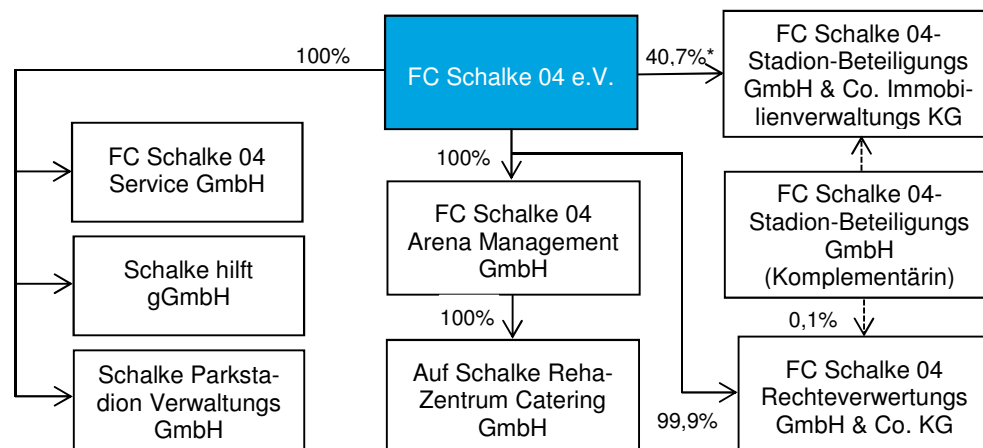 100%
FC Schalke 04 e.V.
40,7%*
FC Schalke 04-
Stadion-Beteiligungs
GmbH & Co. Immobi-
lienverwaltungs KG
FC Schalke 04
Service GmbH
100%
FC Schalke 04
Arena Management
GmbH
FC Schalke 04-
Stadion-Beteiligungs
GmbH
(Komplementärin)
Schalke hilft
gGmbH
100%
0,1%
Schalke Parksta-
dion Verwaltungs
GmbH
Auf Schalke Reha-
Zentrum Catering
GmbH
99,9%
FC Schalke 04
Rechteverwertungs
GmbH & Co. KG